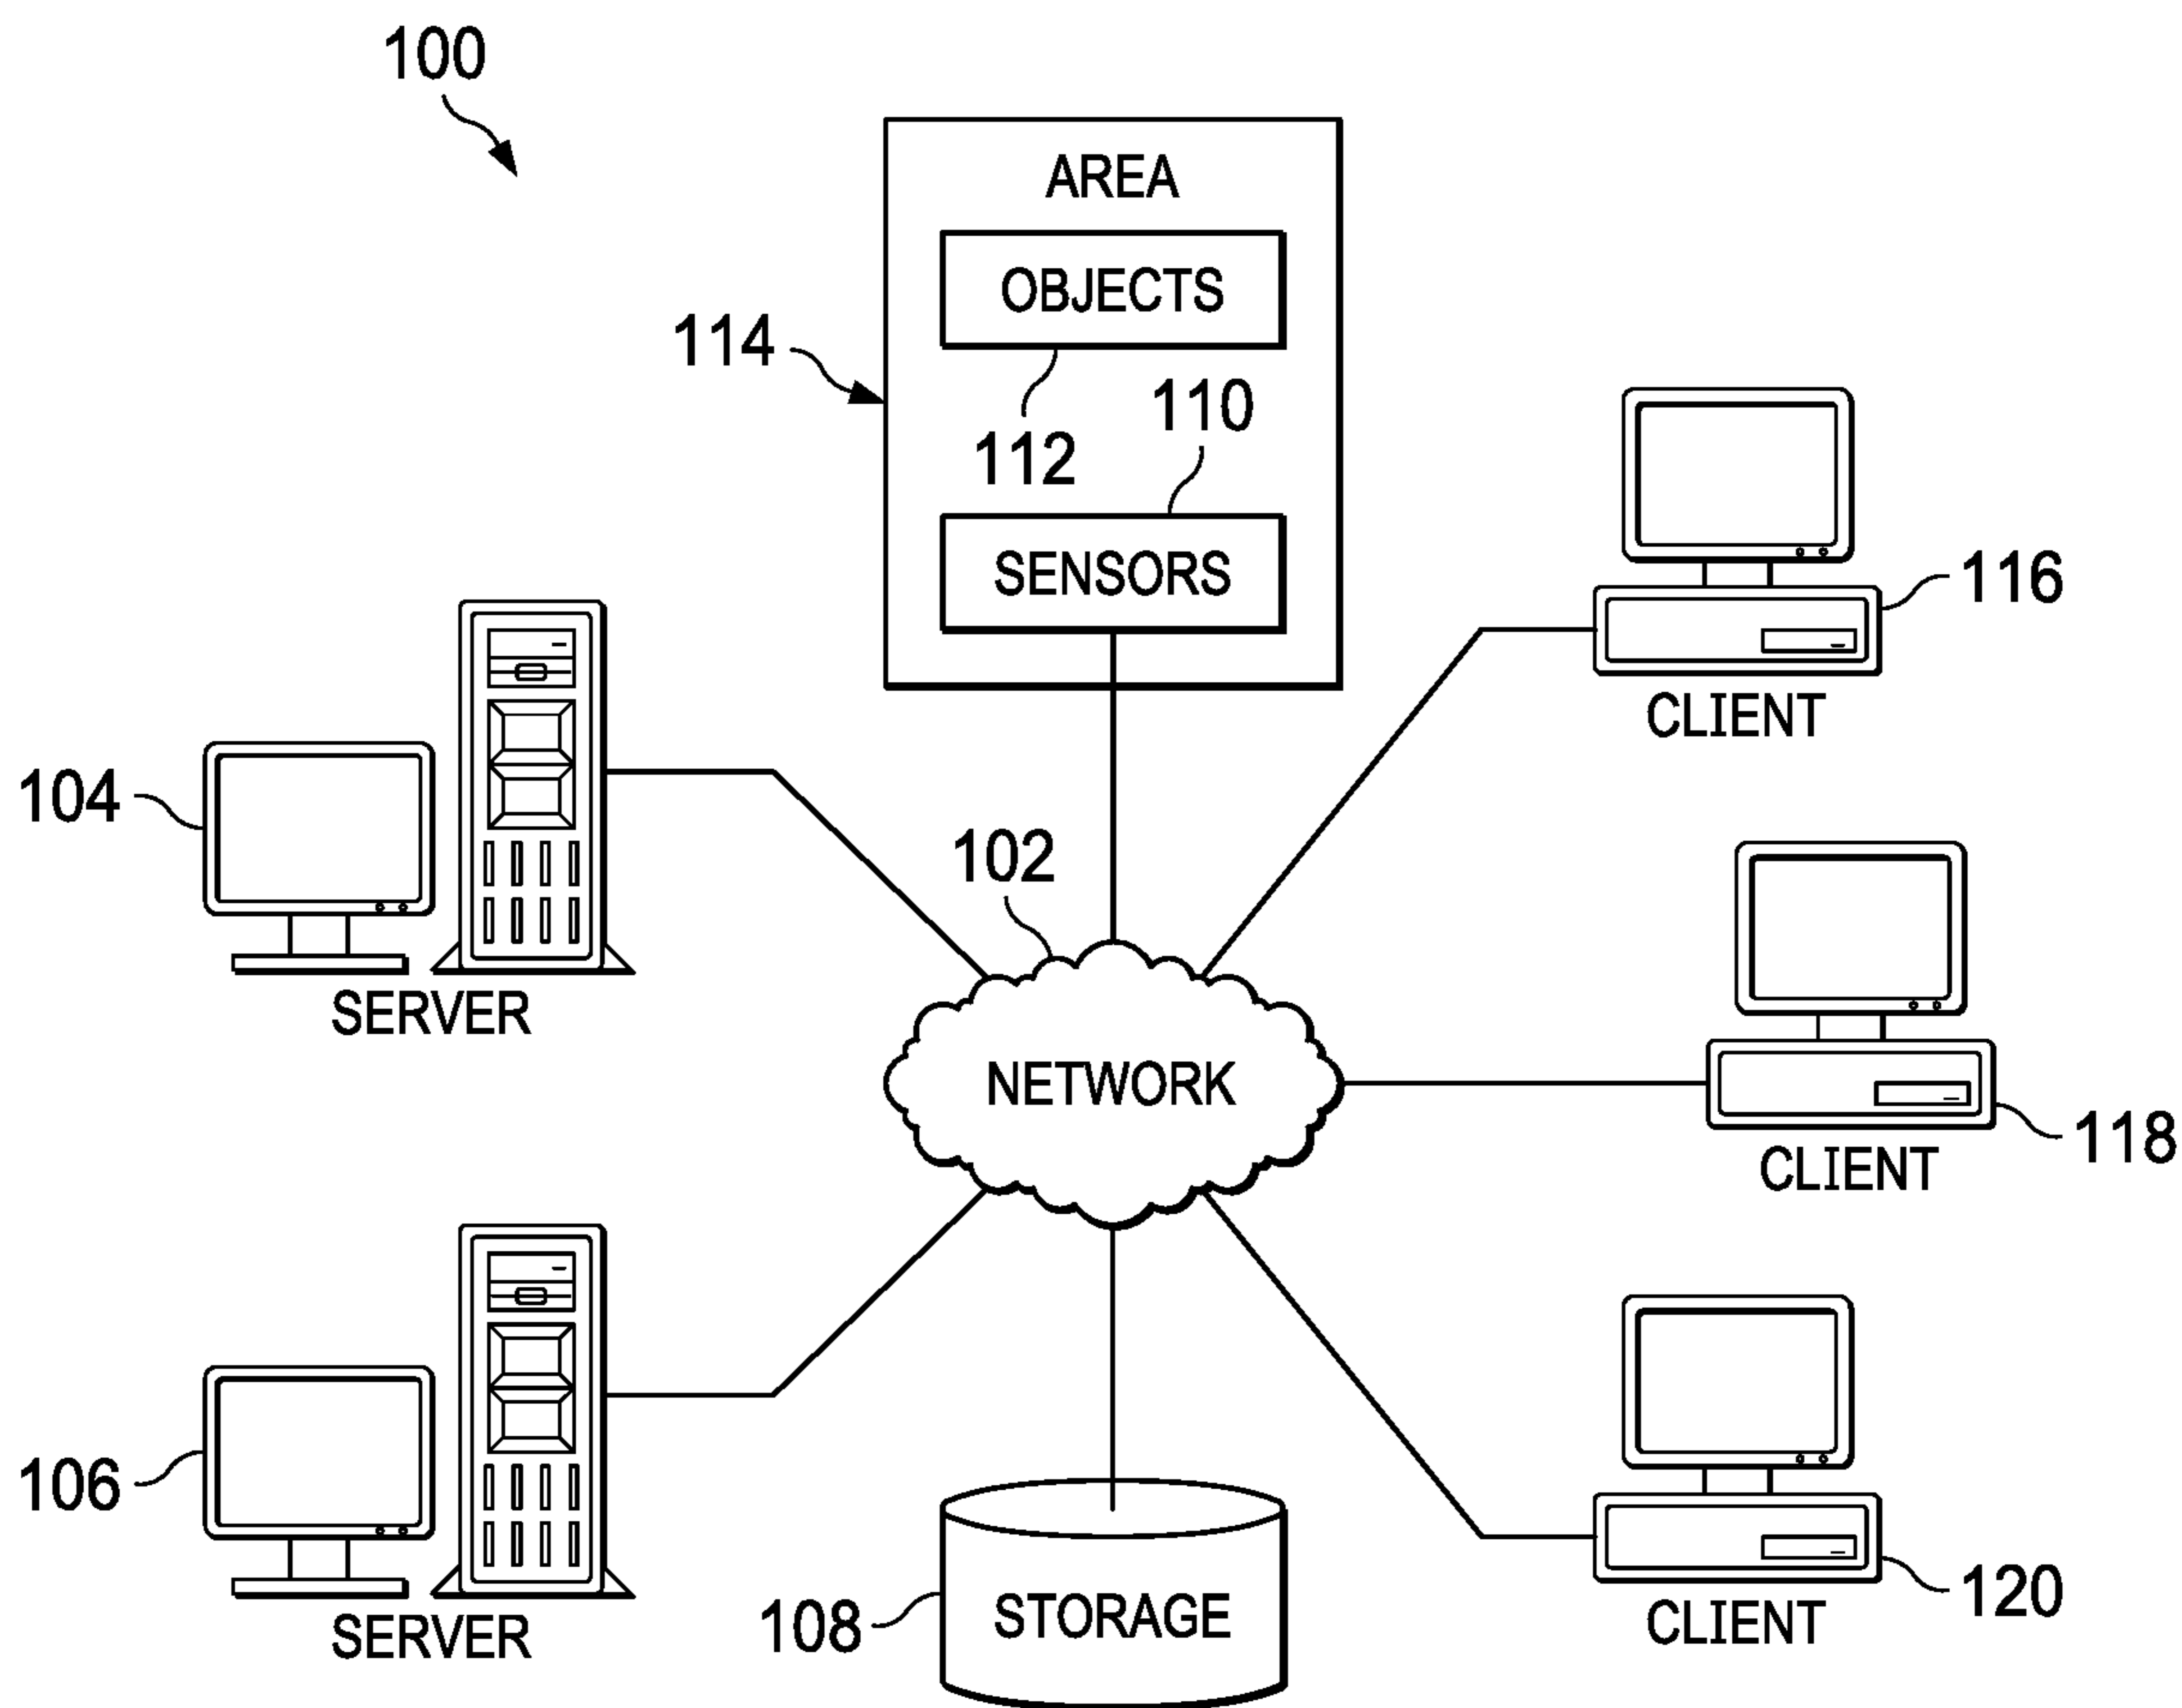 100
AREA
OBJECTS
114
112
110
SENSORS
116
CLIENT
104
SERVER
102
NETWORK
118
CLIENT
106
SERVER
108
STORAGE
120
CLIENT